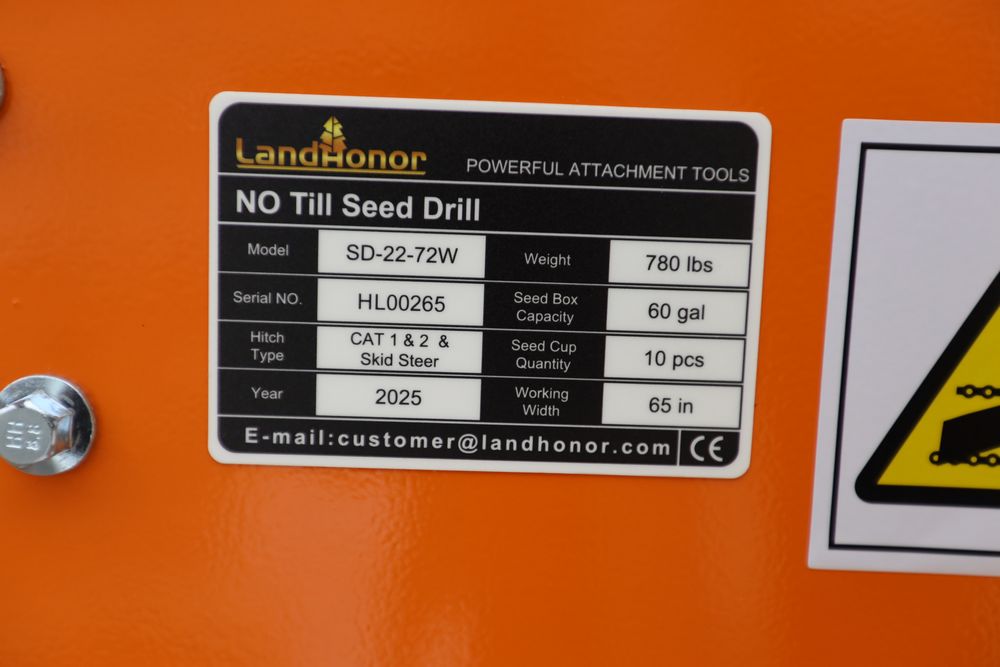 LandHonor
POWERFUL ATTACHMENT TOOLS
NO Till Seed Drill
Model SD-22-72W Weight 780 lbs
Serial NO. HL00265 Seed Box Capacity 60 gal
Hitch Type CAT 1 & 2 & Skid Steer Seed Cup Quantity 10 pcs
Year 2025 Working Width 65 in
E-mail:customer@landhonor.com CE
8.8